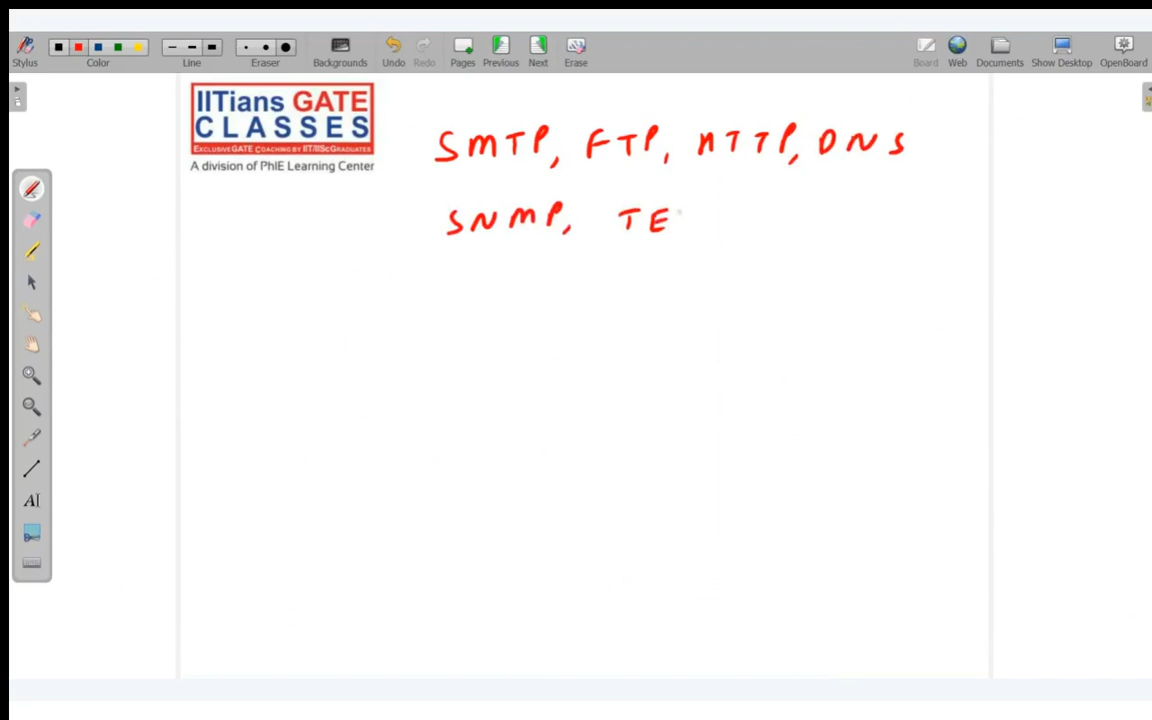 Stylus Color Line Eraser Backgrounds Undo Redo Pages Previous Next Erase Board Web Documents Show Desktop OpenBoard
IITians GATE
CLASSES
EXCLUSIVE GATE COACHING BY IIT/IISc GRADUATES
A division of PhIE Learning Center
SMTP, FTP, HTTP, DNS
SNMP, TE
AI